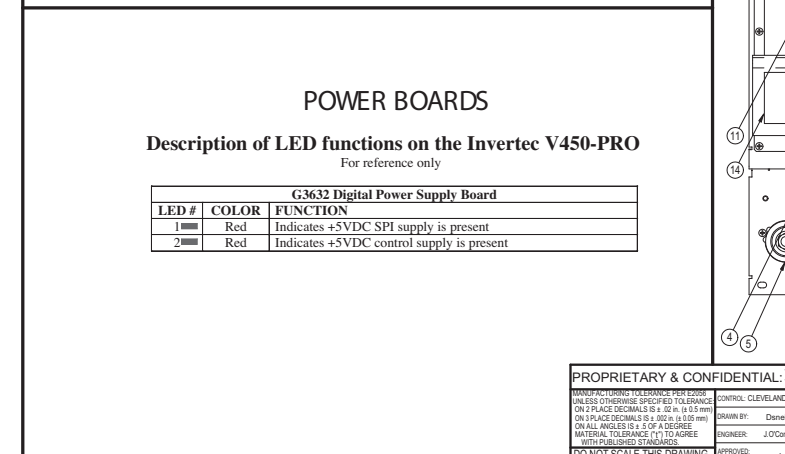 POWER BOARDS
Description of LED functions on the Invertec V450-PRO
For reference only
G3632 Digital Power Supply Board
LED # COLOR FUNCTION
1 Red Indicates +5VDC SPI supply is present
2 Red Indicates +5VDC control supply is present
11
14
4
5
PROPRIETARY & CONFIDENTIAL:
MANUFACTURING TOLERANCE PER E2056
UNLESS OTHERWISE SPECIFIED TOLERANCE:
ON 2 PLACE DECIMALS IS ± .02 in. (± 0.5 mm)
ON 3 PLACE DECIMALS IS ± .002 in. (± 0.05 mm)
ON ALL ANGLES IS ± .5 OF A DEGREE
MATERIAL TOLERANCE ("t") TO AGREE
WITH PUBLISHED STANDARDS.
DO NOT SCALE THIS DRAWING
CONTROL: CLEVELAND
DRAWN BY:
ENGINEER:
APPROVED: